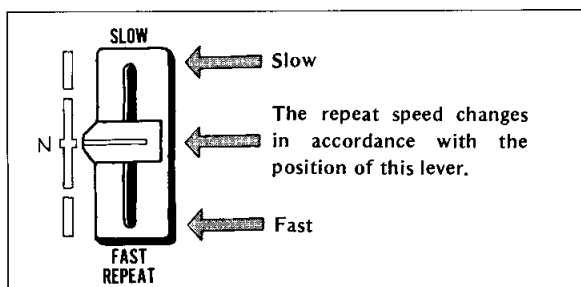 SLOW
Slow
N
The repeat speed changes
in accordance with the
position of this lever.
Fast
FAST
REPEAT